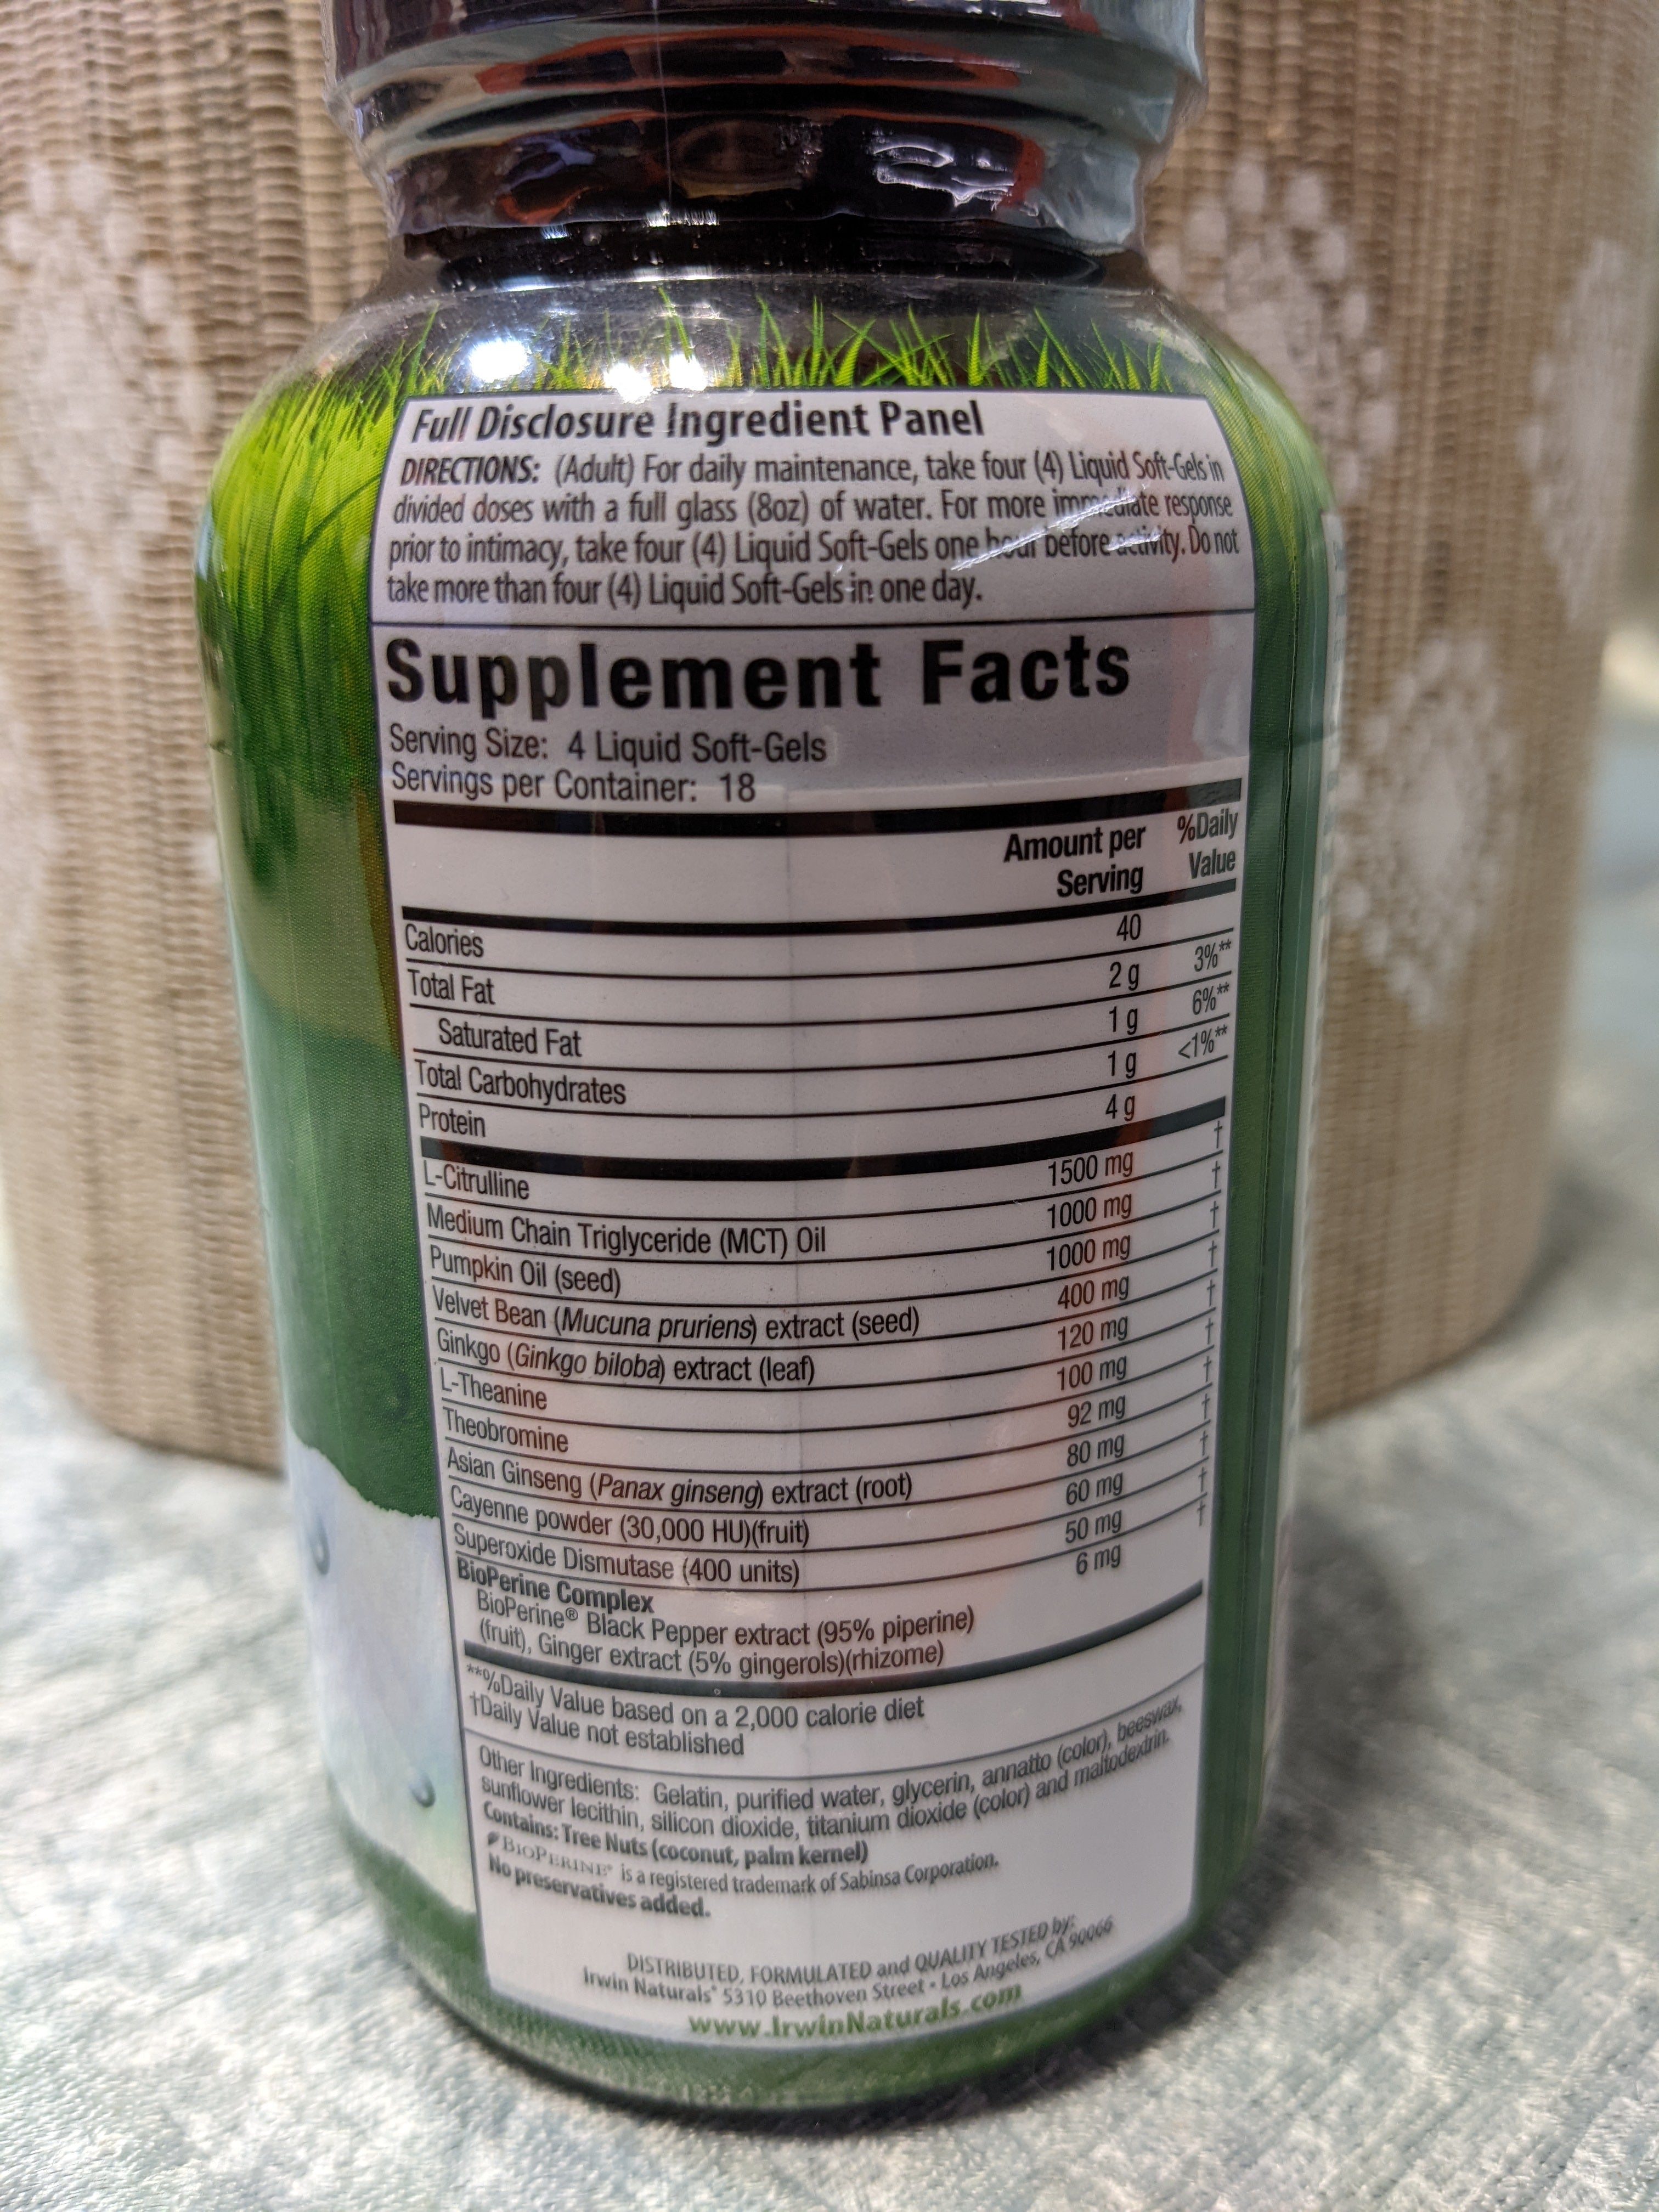 Full Disclosure Ingredient Panel
DIRECTIONS: (Adult) For daily maintenance, take four (4) Liquid Soft-Gels in
divided doses with a full glass (8oz) of water. For more immediate response
prior to intimacy, take four (4) Liquid Soft-Gels one hour before activity. Do not
take more than four (4) Liquid Soft-Gels in one day.
Supplement Facts
Serving Size: 4 Liquid Soft-Gels
Servings per Container: 18
Amount per Serving %Daily Value
Calories 40
Total Fat 2 g 3%**
Saturated Fat 1 g 6%**
Total Carbohydrates 1 g <1%**
Protein 4 g
L-Citrulline 1500 mg †
Medium Chain Triglyceride (MCT) Oil 1000 mg †
Pumpkin Oil (seed) 1000 mg †
Velvet Bean (Mucuna pruriens) extract (seed) 400 mg †
Ginkgo (Ginkgo biloba) extract (leaf) 120 mg †
L-Theanine 100 mg †
Theobromine 92 mg †
Asian Ginseng (Panax ginseng) extract (root) 80 mg †
Cayenne powder (30,000 HU)(fruit) 60 mg †
Superoxide Dismutase (400 units) 50 mg †
BioPerine Complex 6 mg †
BioPerine® Black Pepper extract (95% piperine)
(fruit), Ginger extract (5% gingerols)(rhizome)
**%Daily Value based on a 2,000 calorie diet
†Daily Value not established
Other Ingredients: Gelatin, purified water, glycerin, annatto (color), beeswax,
sunflower lecithin, silicon dioxide, titanium dioxide (color) and maltodextrin.
Contains: Tree Nuts (coconut, palm kernel)
BIOPERINE® is a registered trademark of Sabinsa Corporation.
No preservatives added.
DISTRIBUTED, FORMULATED and QUALITY TESTED by:
Irwin Naturals® 5310 Beethoven Street • Los Angeles, CA 90066
www.IrwinNaturals.com